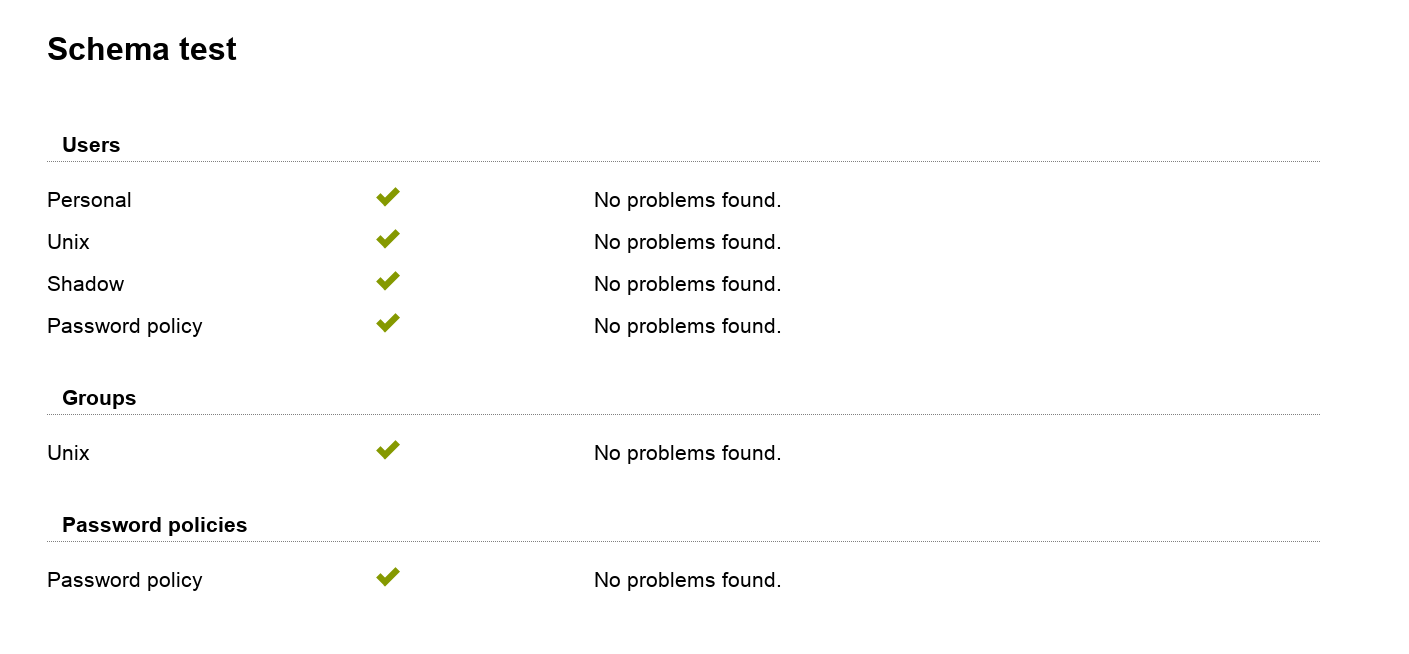 Schema test
Users
Personal No problems found.
Unix No problems found.
Shadow No problems found.
Password policy No problems found.
Groups
Unix No problems found.
Password policies
Password policy No problems found.